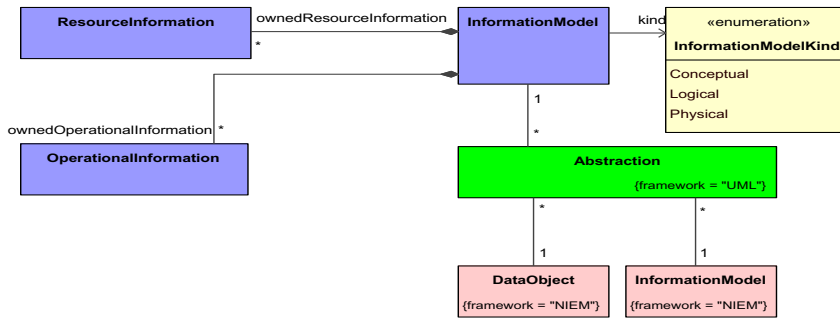 ResourceInformation
ownedResourceInformation
*
InformationModel
kind
«enumeration»
InformationModelKind
Conceptual
Logical
Physical
1
*
ownedOperationalInformation
*
OperationalInformation
Abstraction
{framework = "UML"}
*
*
1
1
DataObject
{framework = "NIEM"}
InformationModel
{framework = "NIEM"}